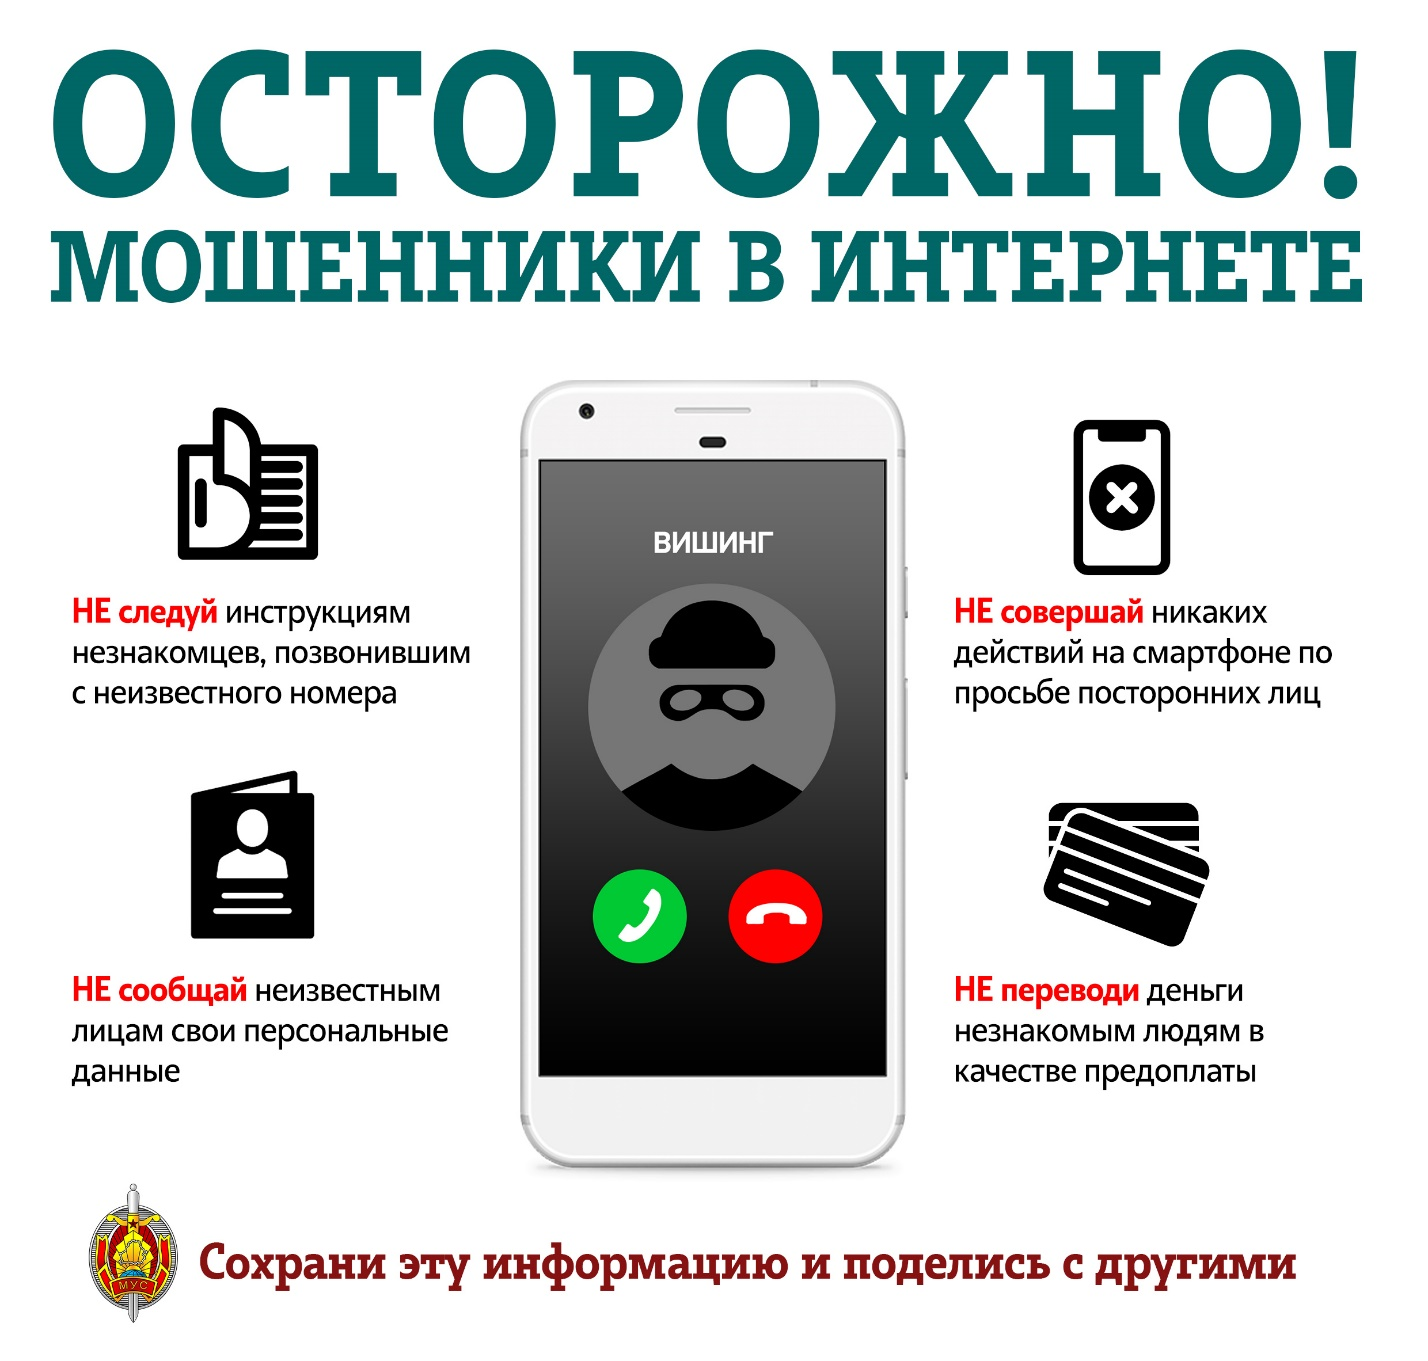 ОСТОРОЖНО!
МОШЕННИКИ В ИНТЕРНЕТЕ
ВИШИНГ
НЕ следуй инструкциям
незнакомцев, позвонившим
с неизвестного номера
НЕ совершай никаких
действий на смартфоне по
просьбе посторонних лиц
НЕ сообщай неизвестным
лицам свои персональные
данные
НЕ переводи деньги
незнакомым людям в
качестве предоплаты
МУС
Сохрани эту информацию и поделись с другими